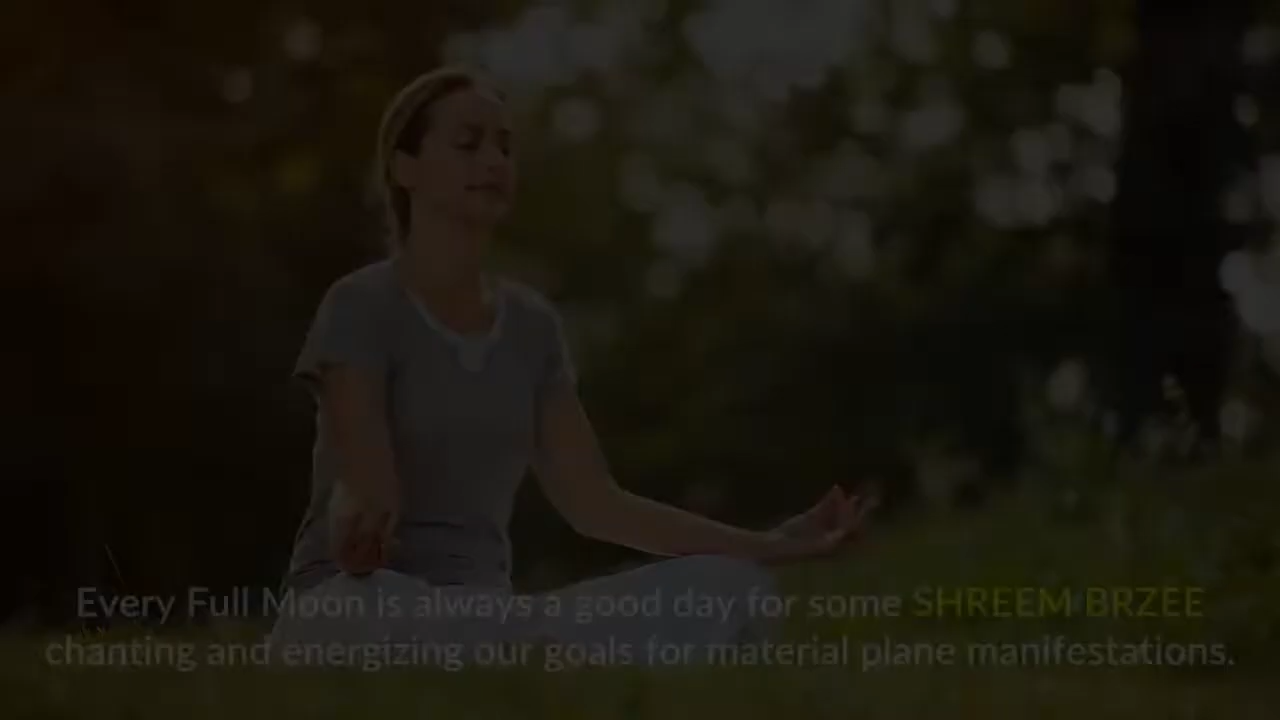 Every Full Moon is always a good day for some SHREEM BRZEE
chanting and energizing our goals for material plane manifestations.